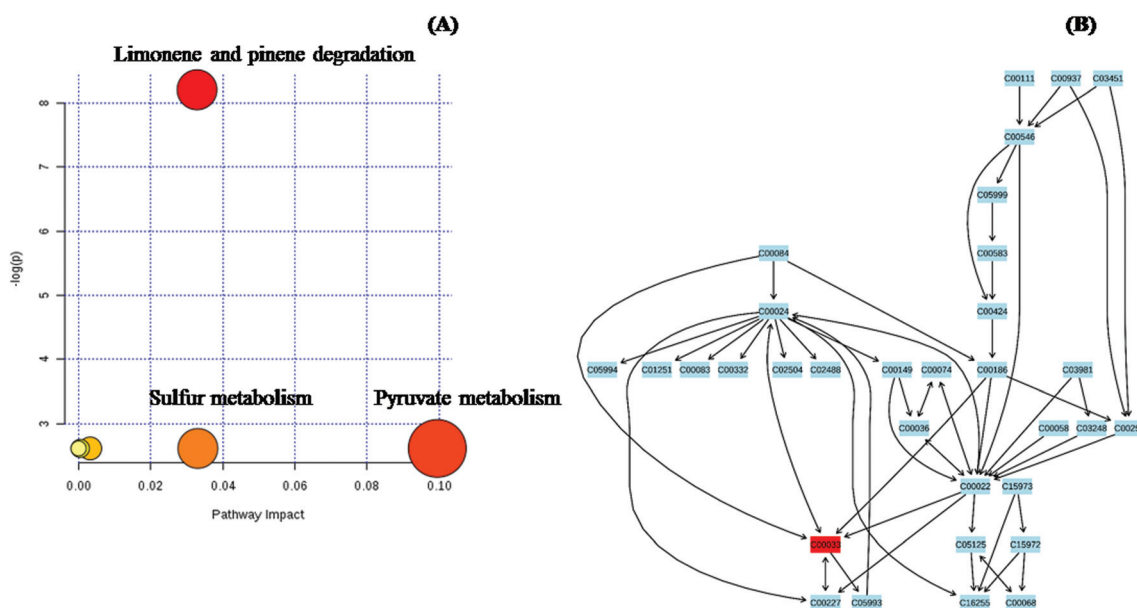 (A)
Limonene and pinene degradation
8
7
6
5
4
3
-log(p)
Sulfur metabolism
Pyruvate metabolism
0.00 0.02 0.04 0.06 0.08 0.10
Pathway Impact
(B)
C00111 C00937 C03451
C00546
C05999
C00084 C00583
C00024 C00424
C05994 C01251 C00083 C00332 C02504 C02488 C00149 C00074 C00186 C03981
C00036 C00058 C03248 C0025
C00022 C15973
C00033 C05125 C15972
C00227 C05993 C16255 C00068